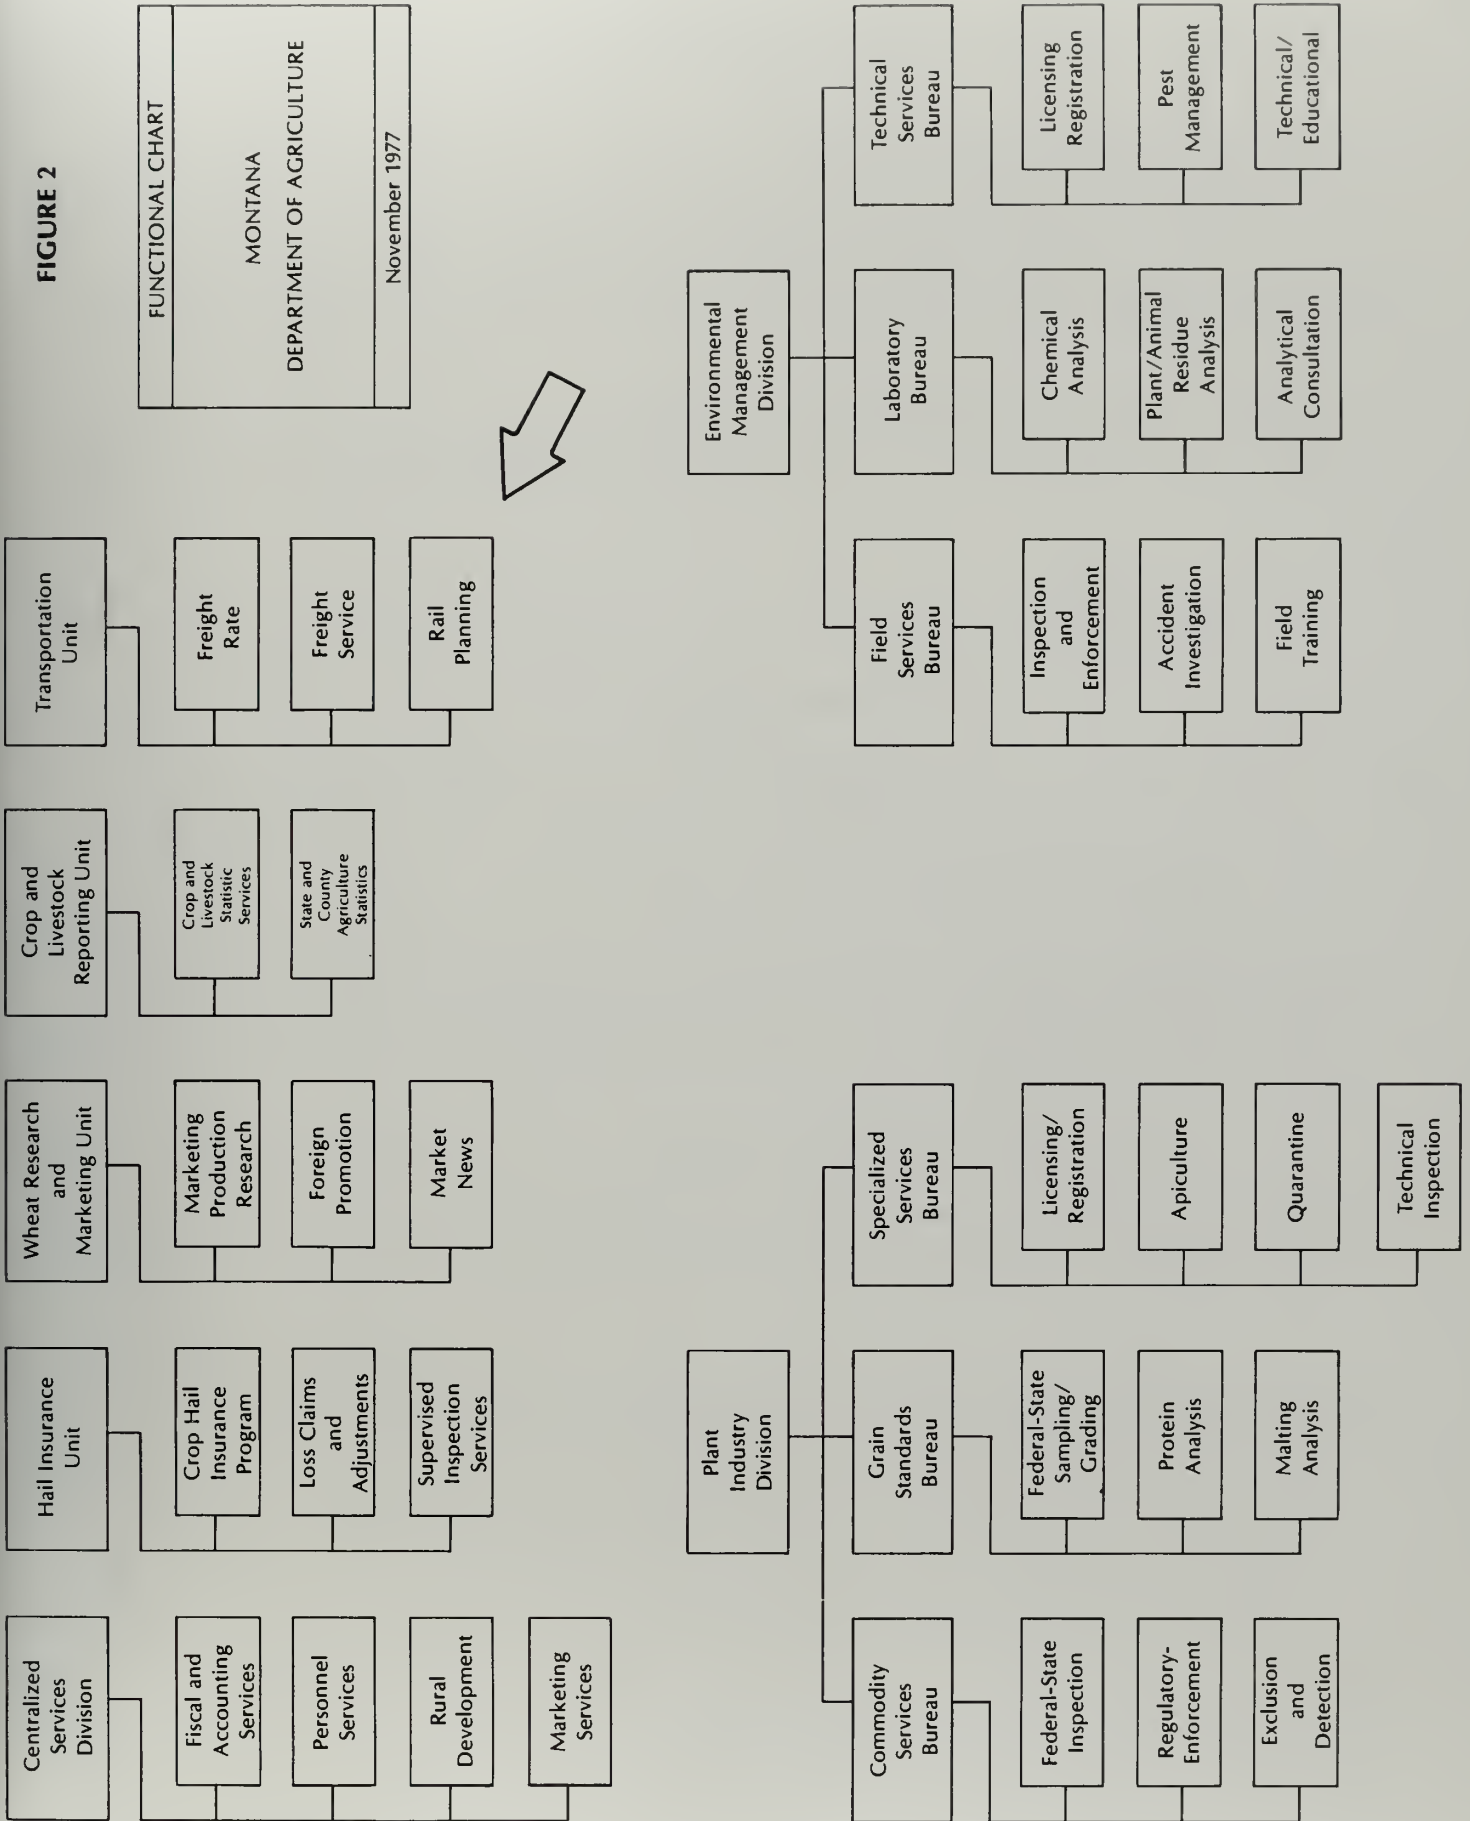 FIGURE 2
FUNCTIONAL CHART
MONTANA
DEPARTMENT OF AGRICULTURE
November 1977
Centralized
Services
Division
Fiscal and
Accounting
Services
Personnel
Services
Rural
Development
Marketing
Services
Hail Insurance
Unit
Crop Hail
Insurance
Program
Loss Claims
and
Adjustments
Supervised
Inspection
Services
Wheat Research
and
Marketing Unit
Marketing
Production
Research
Foreign
Promotion
Market
News
Crop and
Livestock
Reporting Unit
Crop and
Livestock
Statistic
Services
State and
County
Agriculture
Statistics
Transportation
Unit
Freight
Rate
Freight
Service
Rail
Planning
Plant
Industry
Division
Commodity
Services
Bureau
Federal-State
Inspection
Regulatory-
Enforcement
Exclusion
and
Detection
Grain
Standards
Bureau
Federal-State
Sampling/
Grading
Protein
Analysis
Malting
Analysis
Specialized
Services
Bureau
Licensing/
Registration
Apiculture
Quarantine
Technical
Inspection
Environmental
Management
Division
Field
Services
Bureau
Inspection
and
Enforcement
Accident
Investigation
Field
Training
Laboratory
Bureau
Chemical
Analysis
Plant/Animal
Residue
Analysis
Analytical
Consultation
Technical
Services
Bureau
Licensing
Registration
Pest
Management
Technical/
Educational